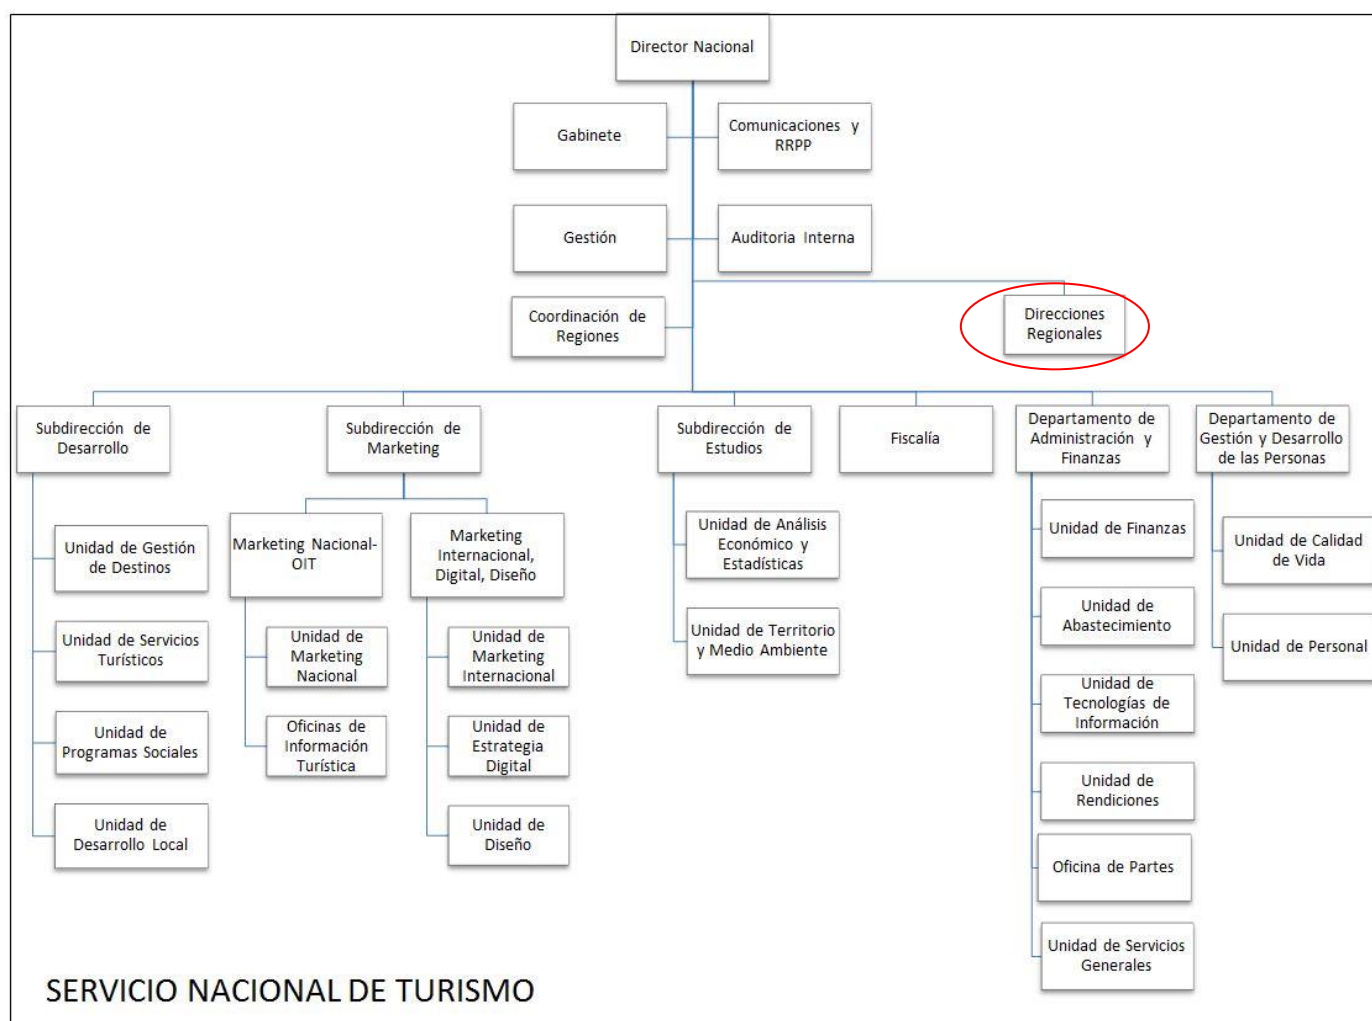 Director Nacional
Gabinete
Comunicaciones y
RRPP
Gestión
Auditoria Interna
Coordinación de
Regiones
Direcciones
Regionales
Subdirección de
Desarrollo
Subdirección de
Marketing
Subdirección de
Estudios
Fiscalía
Departamento de
Administración y
Finanzas
Departamento de
Gestión y Desarrollo
de las Personas
Unidad de Gestión
de Destinos
Unidad de Servicios
Turísticos
Unidad de
Programas Sociales
Unidad de
Desarrollo Local
Marketing Nacional-
OIT
Unidad de
Marketing
Nacional
Oficinas de
Información
Turística
Marketing
Internacional,
Digital, Diseño
Unidad de
Marketing
Internacional
Unidad de
Estrategia
Digital
Unidad de
Diseño
Unidad de Análisis
Económico y
Estadísticas
Unidad de Territorio
y Medio Ambiente
Unidad de Finanzas
Unidad de
Abastecimiento
Unidad de
Tecnologías de
Información
Unidad de
Rendiciones
Oficina de Partes
Unidad de Servicios
Generales
Unidad de Calidad
de Vida
Unidad de Personal
SERVICIO NACIONAL DE TURISMO